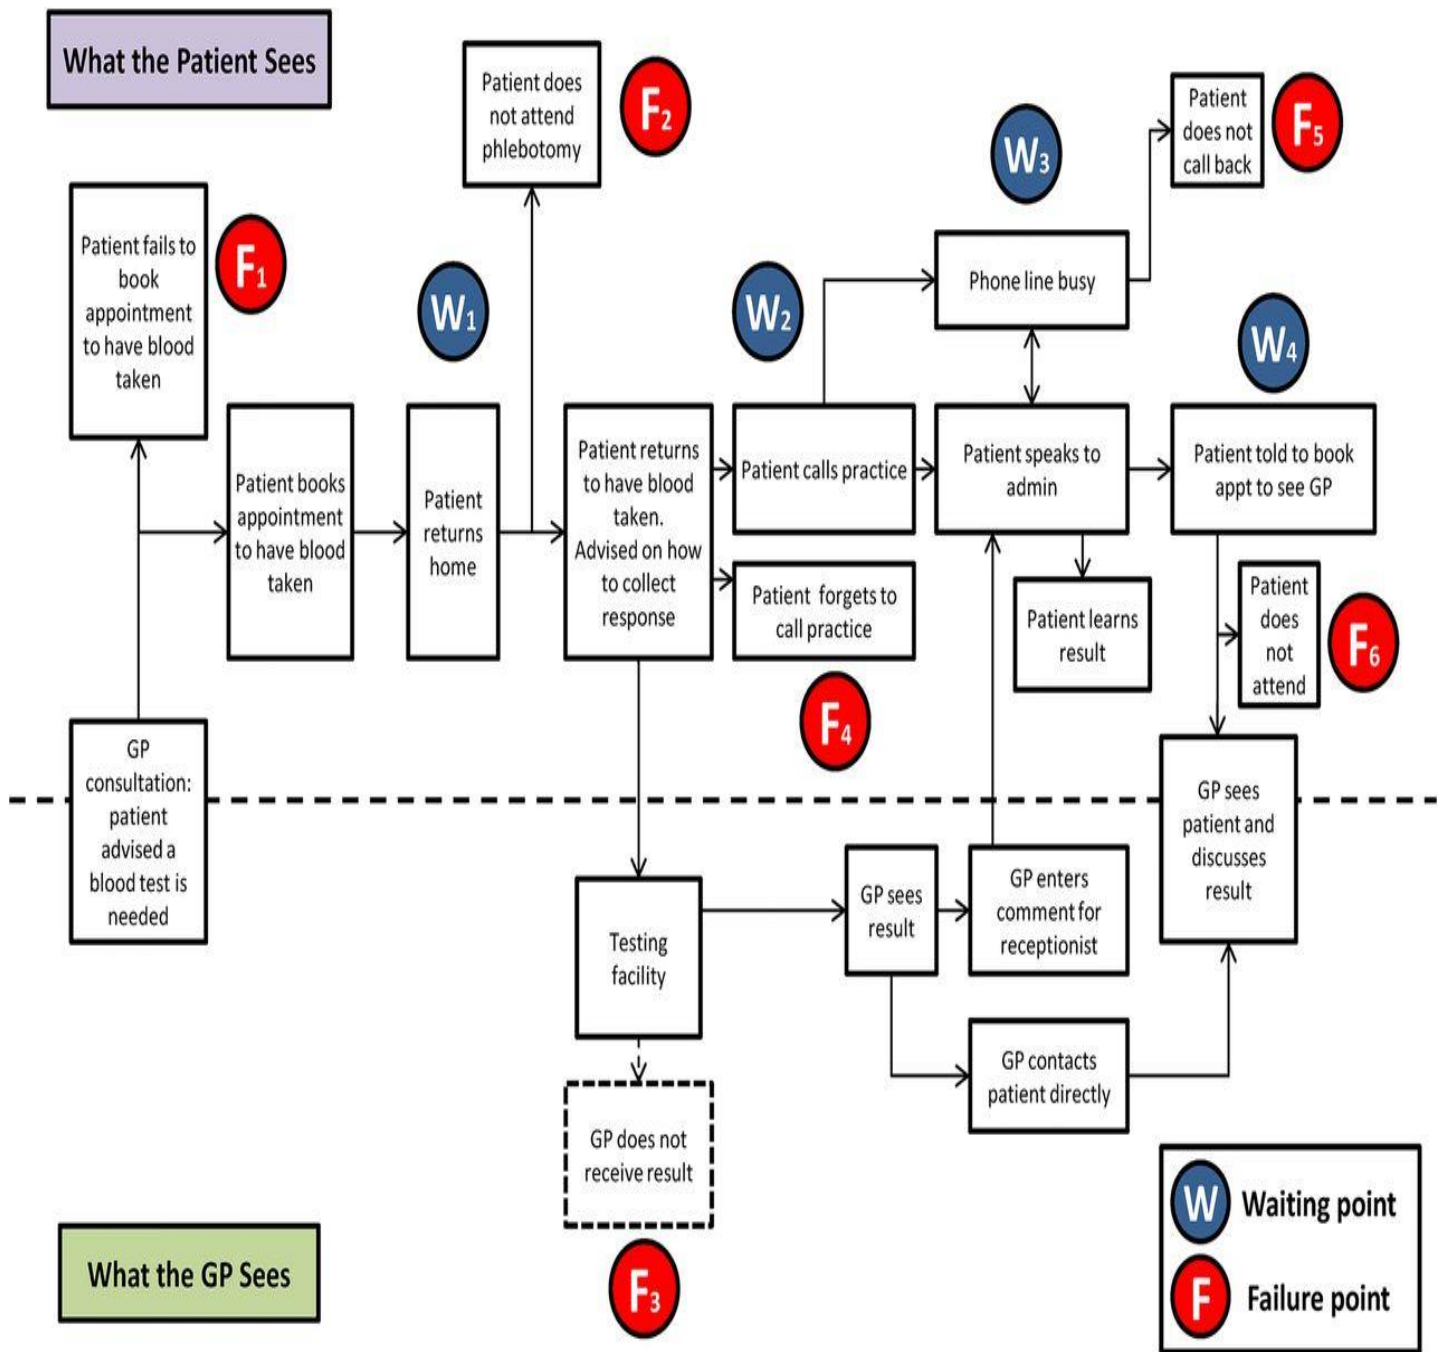 What the Patient Sees
Patient does
not attend
phlebotomy
F2
Patient
does not
call back
F5
W3
Patient fails to
book
appointment
to have blood
taken
F1
W1
W2
Phone line busy
W4
Patient books
appointment
to have blood
taken
Patient
returns
home
Patient returns
to have blood
taken.
Advised on how
to collect
response
Patient calls practice
Patient speaks to
admin
Patient told to book
appt to see GP
Patient forgets to
call practice
F4
Patient learns
result
Patient
does
not
attend
F6
GP
consultation:
patient
advised a
blood test is
needed
Testing
facility
GP sees
result
GP enters
comment for
receptionist
GP sees
patient and
discusses
result
GP contacts
patient directly
GP does not
receive result
F3
What the GP Sees
W Waiting point
F Failure point